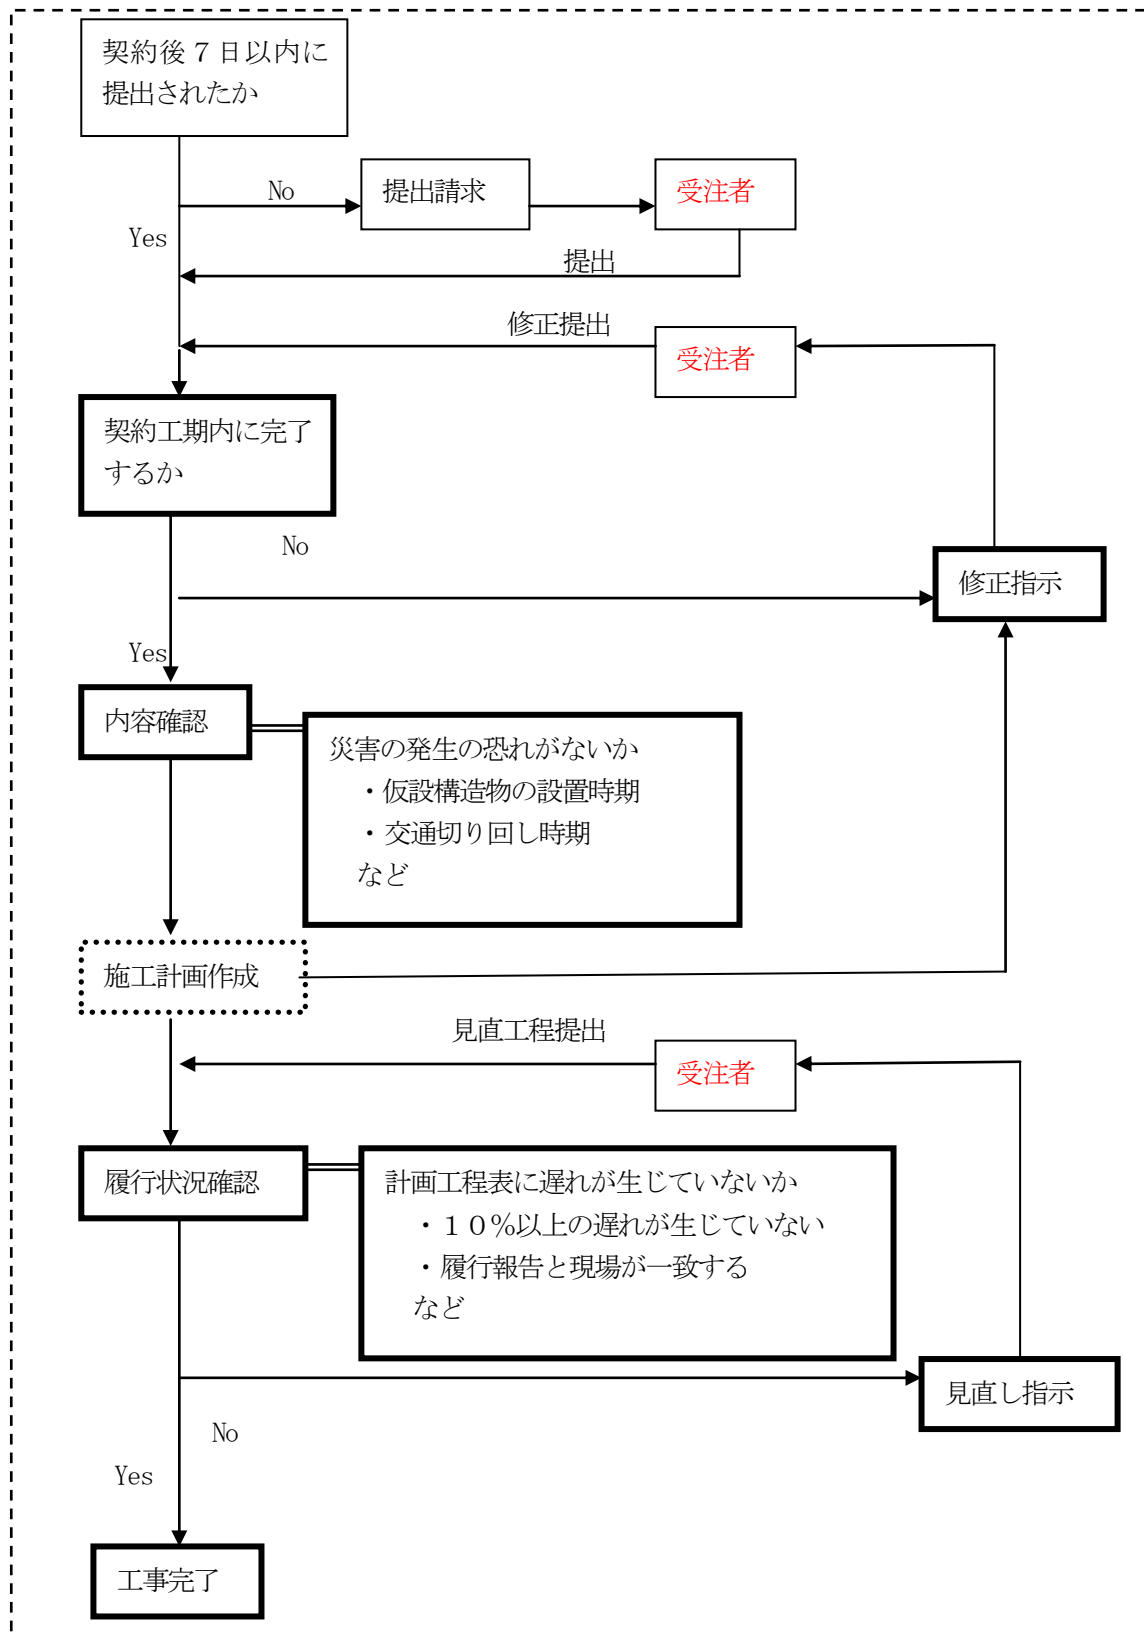 契約後７日以内に
提出されたか
No
提出請求
受注者
Yes
提出
修正提出
受注者
契約工期内に完了
するか
No
修正指示
Yes
内容確認
災害の発生の恐れがないか
・仮設構造物の設置時期
・交通切り回し時期
など
施工計画作成
見直工程提出
受注者
履行状況確認
計画工程表に遅れが生じていないか
・１０％以上の遅れが生じていない
・履行報告と現場が一致する
など
見直し指示
No
Yes
工事完了